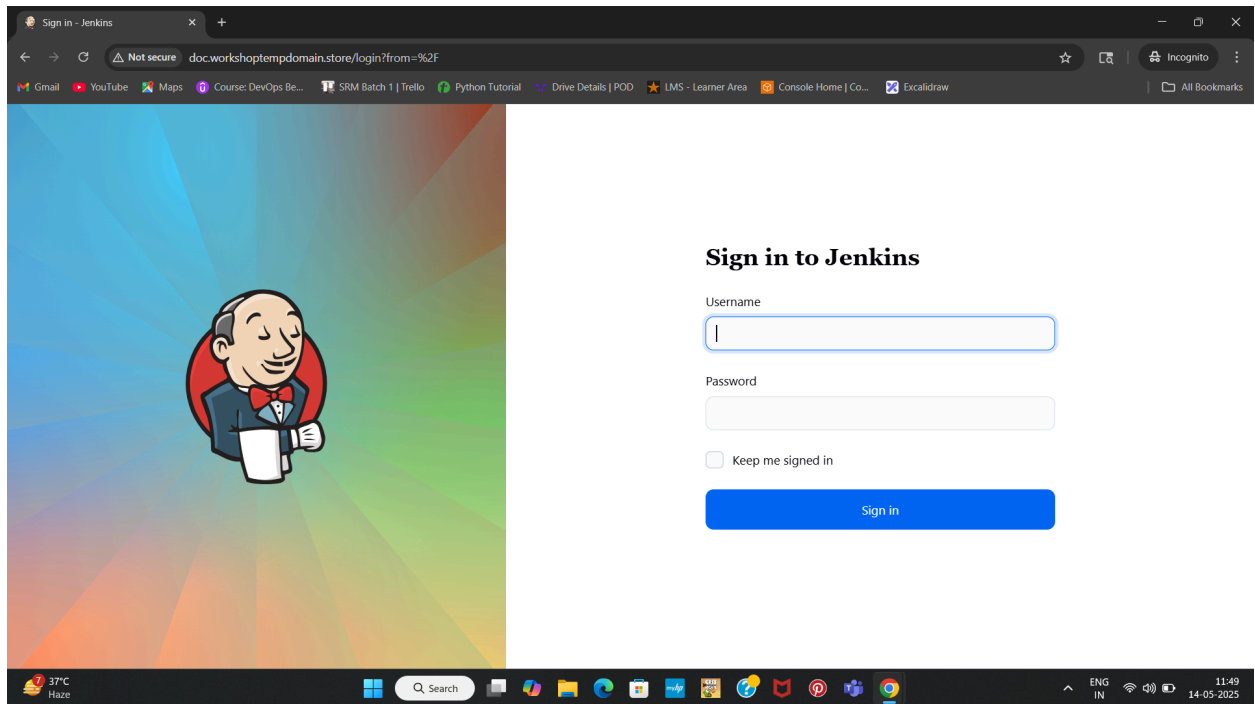 Sign in - Jenkins
Not secure doc.workshoptempdomain.store/login?from=%2F Incognito
Gmail YouTube Maps Course: DevOps Be... SRM Batch 1 | Trello Python Tutorial Drive Details | POD LMS - Learner Area Console Home | Co... Excalidraw All Bookmarks
Sign in to Jenkins
Username
Password
Keep me signed in
Sign in
7 37°C
Haze
Search
ENG
IN
11:49
14-05-2025